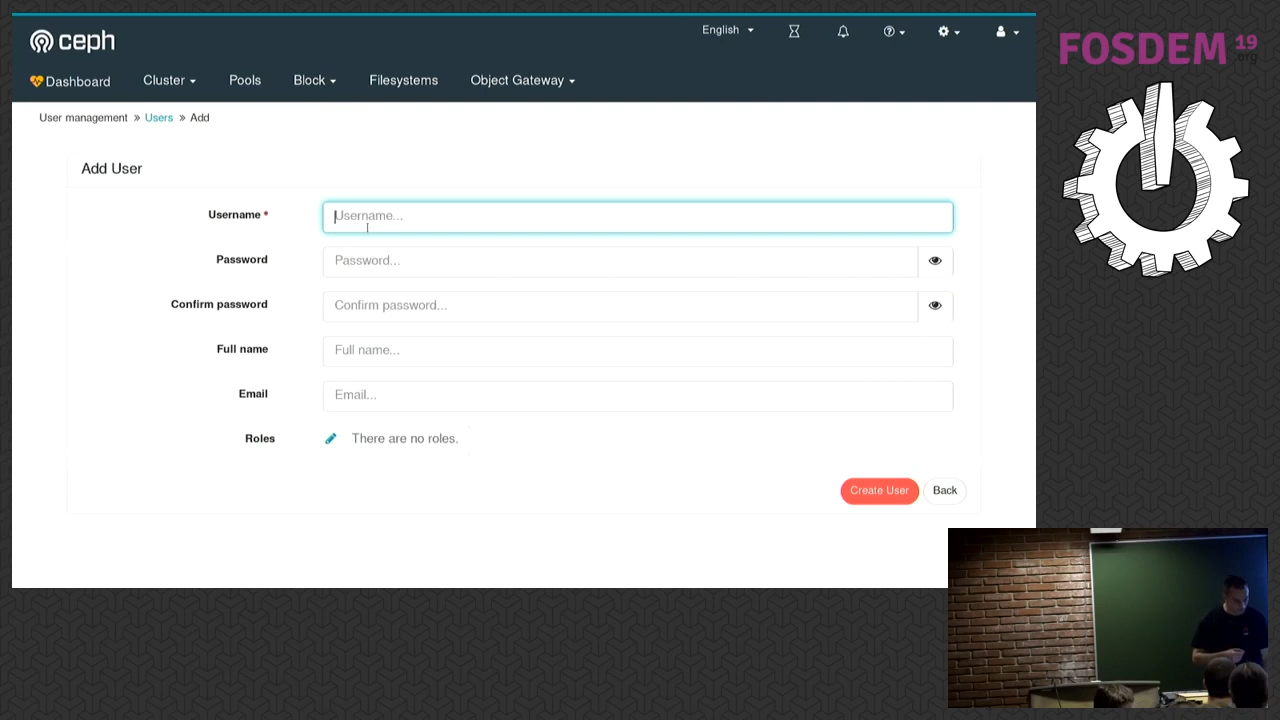 ceph
English
Dashboard
Cluster
Pools
Block
Filesystems
Object Gateway
User management » Users » Add
Add User
Username *
Username...
Password
Password...
Confirm password
Confirm password...
Full name
Full name...
Email
Email...
Roles
There are no roles.
Create User
Back
FOSDEM 19
.org